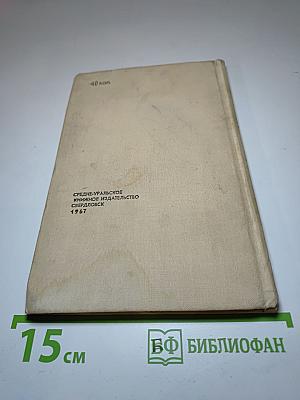 40 коп.
СРЕДНЕ-УРАЛЬСКОЕ
КНИЖНОЕ ИЗДАТЕЛЬСТВО
СВЕРДЛОВСК
1967
15 см
БФ БИБЛИОФАН